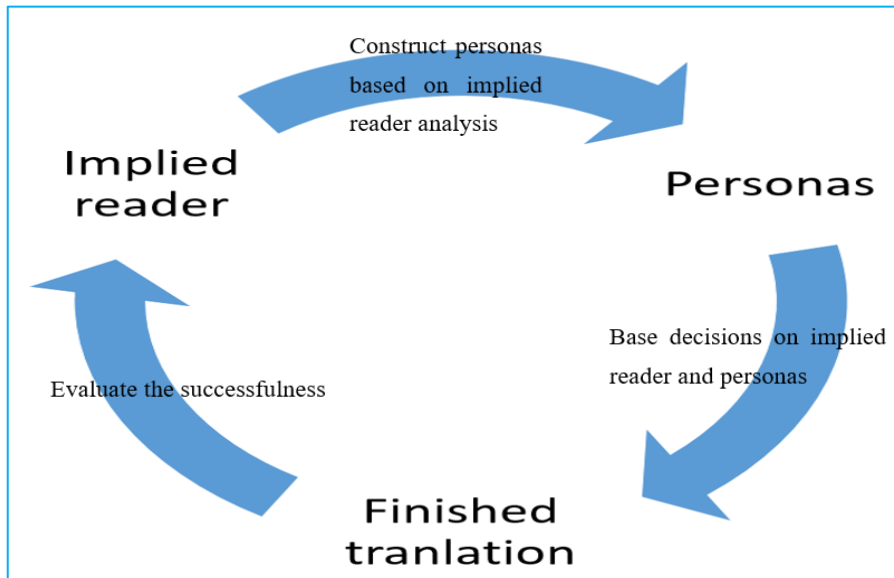 Construct personas
based on implied
reader analysis
Implied
reader
Personas
Base decisions on implied
reader and personas
Evaluate the successfulness
Finished
tranlation